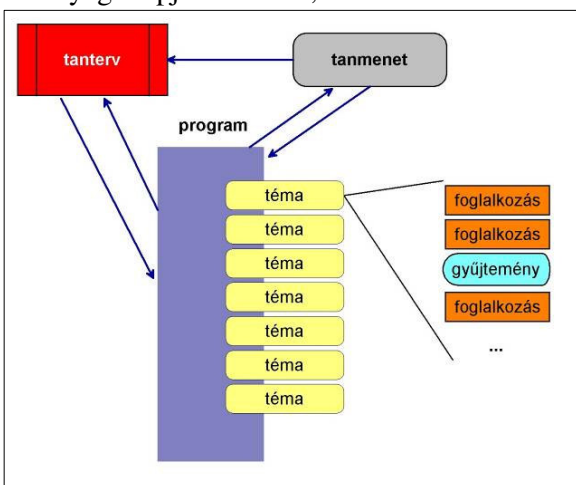 tanterv
tanmenet
program
téma
téma
téma
téma
téma
téma
téma
foglalkozás
foglalkozás
gyűjtemény
foglalkozás
...